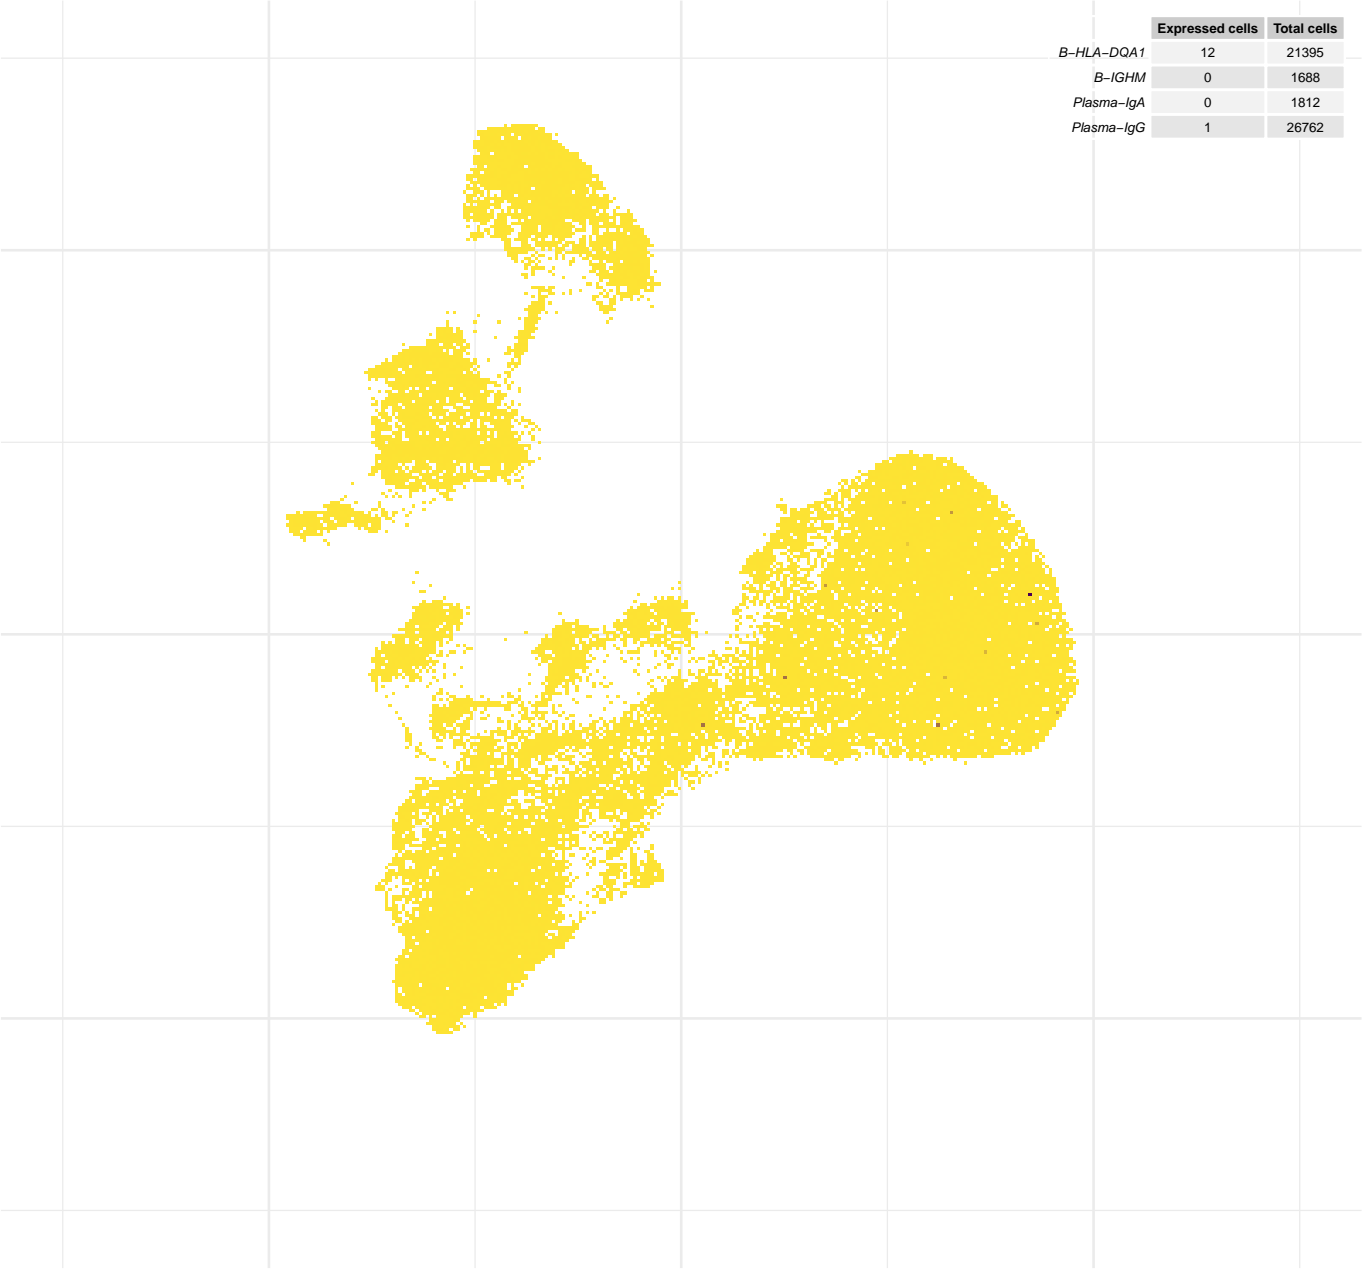 Expressed cells Total cells
B−HLA−DQA1 12 21395
B−IGHM 0 1688
Plasma−IgA 0 1812
Plasma−IgG 1 26762